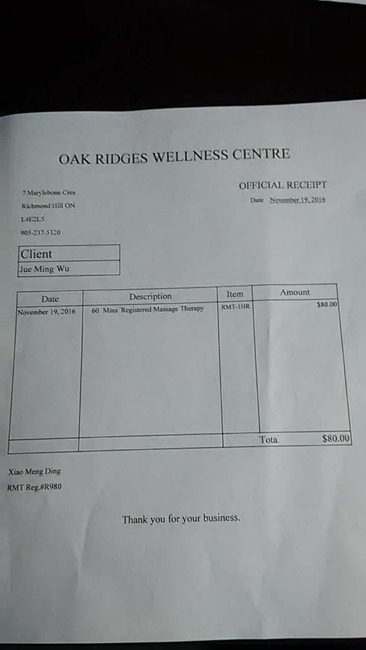 OAK RIDGES WELLNESS CENTRE
OFFICIAL RECEIPT
Date November 19, 2016
7 Marylebone Cres
Richmond Hill ON
L4E2L5
905-237-5120
Client
Jue Ming Wu
Date Description Item Amount
November 19, 2016 60 Mins Registered Massage Therapy RMT-1HR $80.00
Tota $80.00
Xiao Meng Ding
RMT Reg.#R980
Thank you for your business.